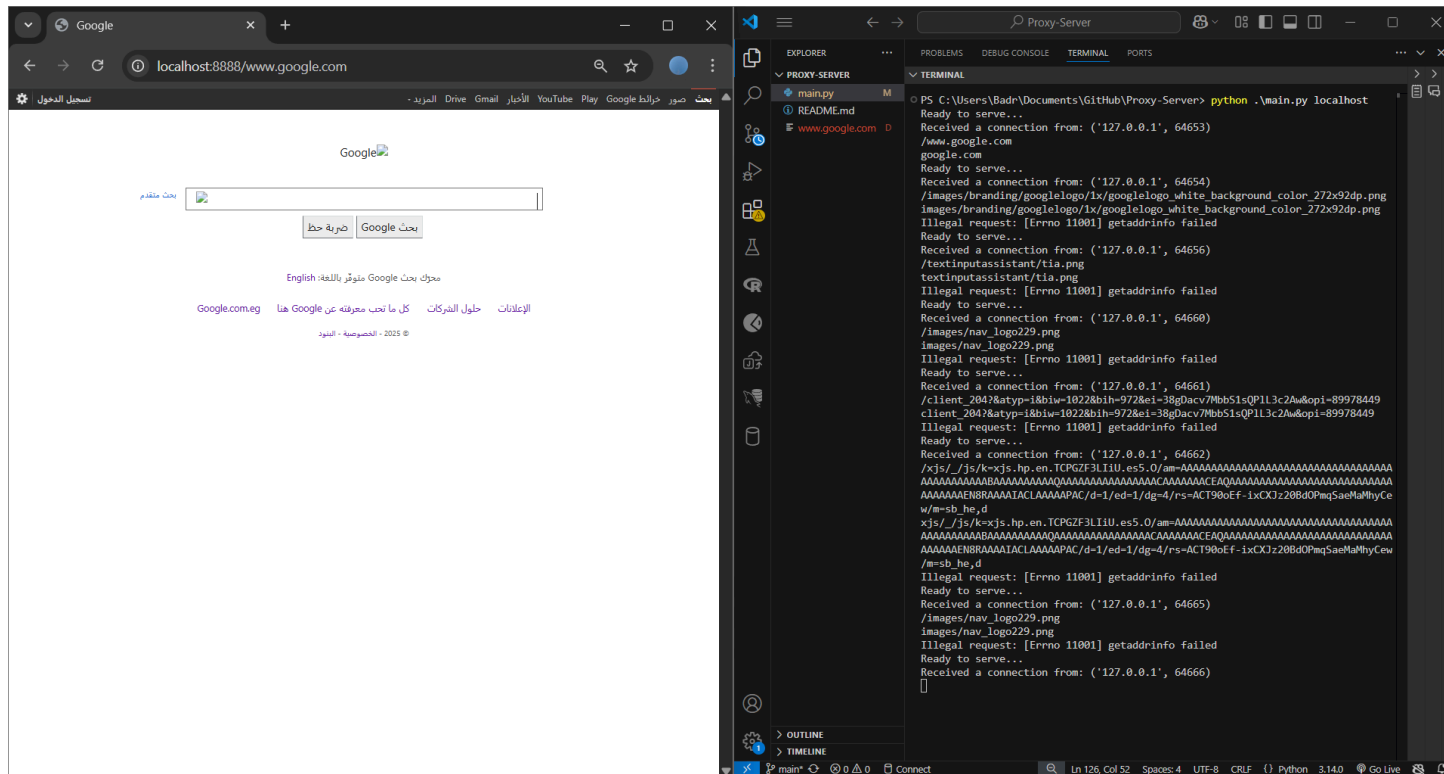 Google
localhost:8888/www.google.com
بحث صور خرائط Google Play YouTube الأخبار Gmail Drive المزيد -
تسجيل الدخول
Google
بحث متقدم
بحث Google
ضربة حظ
محرّك بحث Google متوفّر باللغة: English
الإعلانات حلول الشركات كل ما تحب معرفته عن Google هنا Google.com.eg
© 2025 - الخصوصية - البنود
Proxy-Server
EXPLORER
PROXY-SERVER
main.py M
README.md
www.google.com D
OUTLINE
TIMELINE
PROBLEMS DEBUG CONSOLE TERMINAL PORTS
TERMINAL
PS C:\Users\Badr\Documents\GitHub\Proxy-Server> python .\main.py localhost
Ready to serve...
Received a connection from: ('127.0.0.1', 64653)
/www.google.com
google.com
Ready to serve...
Received a connection from: ('127.0.0.1', 64654)
/images/branding/googlelogo/1x/googlelogo_white_background_color_272x92dp.png
images/branding/googlelogo/1x/googlelogo_white_background_color_272x92dp.png
Illegal request: [Errno 11001] getaddrinfo failed
Ready to serve...
Received a connection from: ('127.0.0.1', 64656)
/textinputassistant/tia.png
textinputassistant/tia.png
Illegal request: [Errno 11001] getaddrinfo failed
Ready to serve...
Received a connection from: ('127.0.0.1', 64660)
/images/nav_logo229.png
images/nav_logo229.png
Illegal request: [Errno 11001] getaddrinfo failed
Ready to serve...
Received a connection from: ('127.0.0.1', 64661)
/client_204?&atyp=i&biw=1022&bih=972&ei=38gDacv7MbbS1sQPlL3c2Aw&opi=89978449
client_204?&atyp=i&biw=1022&bih=972&ei=38gDacv7MbbS1sQPlL3c2Aw&opi=89978449
Illegal request: [Errno 11001] getaddrinfo failed
Ready to serve...
Received a connection from: ('127.0.0.1', 64662)
w/m=sb_he,d
/m=sb_he,d
Illegal request: [Errno 11001] getaddrinfo failed
Ready to serve...
Received a connection from: ('127.0.0.1', 64665)
/images/nav_logo229.png
images/nav_logo229.png
Illegal request: [Errno 11001] getaddrinfo failed
Ready to serve...
Received a connection from: ('127.0.0.1', 64666)
main* 0 0 0 Connect Ln 126, Col 52 Spaces: 4 UTF-8 CRLF {} Python 3.14.0 Go Live